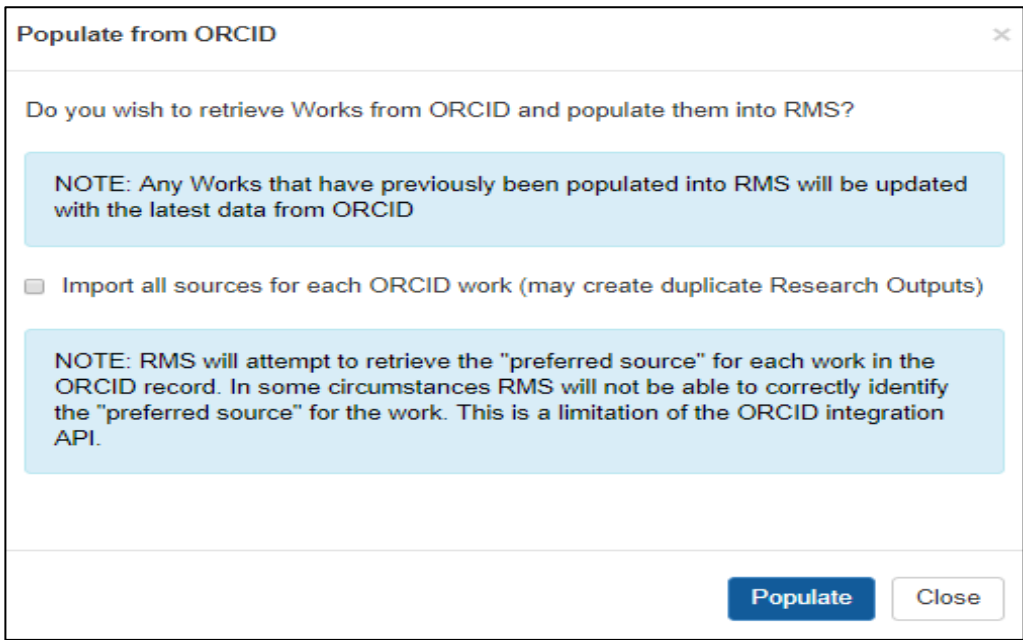 Populate from ORCID
×
Do you wish to retrieve Works from ORCID and populate them into RMS?
NOTE: Any Works that have previously been populated into RMS will be updated
with the latest data from ORCID
Import all sources for each ORCID work (may create duplicate Research Outputs)
NOTE: RMS will attempt to retrieve the "preferred source" for each work in the
ORCID record. In some circumstances RMS will not be able to correctly identify
the "preferred source" for the work. This is a limitation of the ORCID integration
API.
Populate
Close